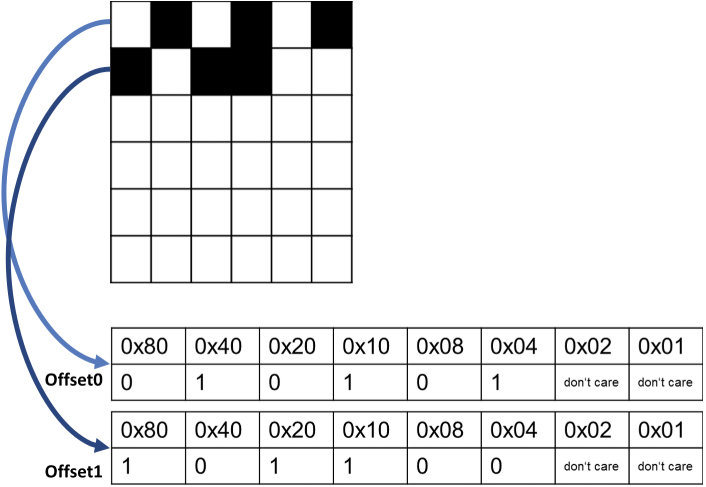 0x80 0x40 0x20 0x10 0x08 0x04 0x02 0x01
Offset0 0 1 0 1 0 1 don't care don't care
0x80 0x40 0x20 0x10 0x08 0x04 0x02 0x01
Offset1 1 0 1 1 0 0 don't care don't care